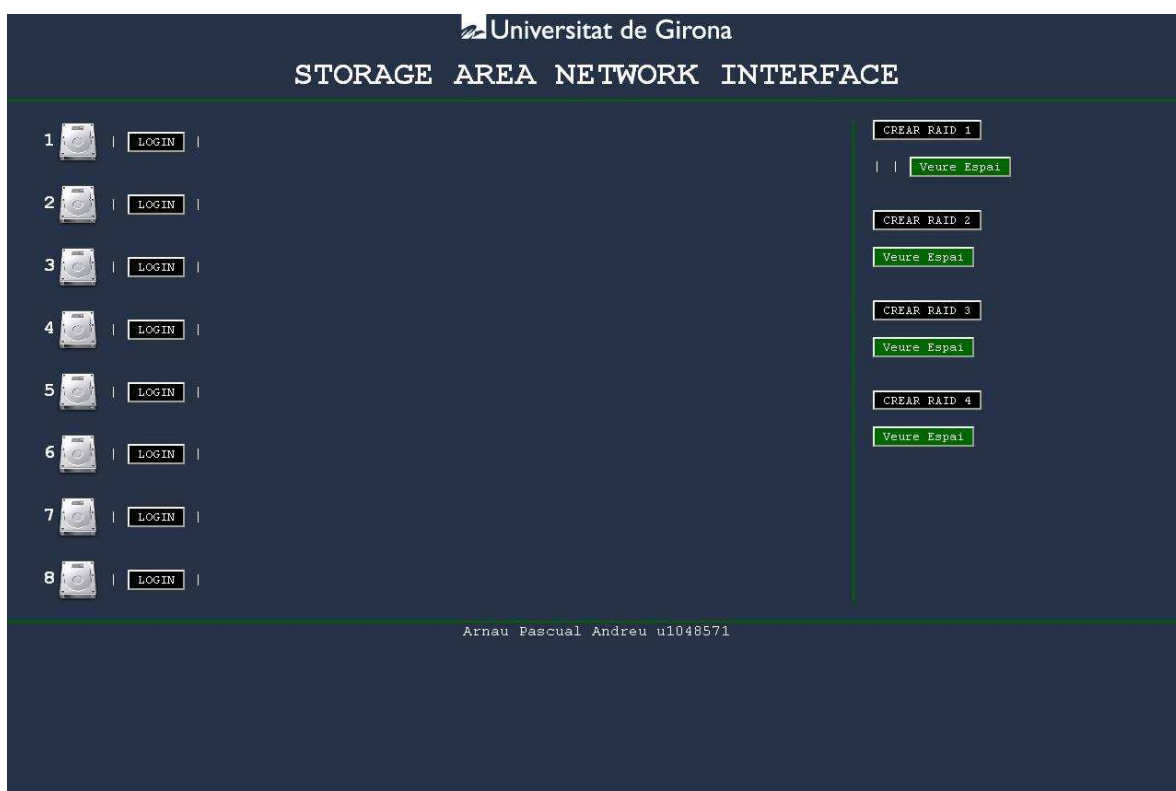 Universitat de Girona
STORAGE AREA NETWORK INTERFACE
1 | LOGIN |
2 | LOGIN |
3 | LOGIN |
4 | LOGIN |
5 | LOGIN |
6 | LOGIN |
7 | LOGIN |
8 | LOGIN |
CREAR RAID 1
| | Veure Espai
CREAR RAID 2
Veure Espai
CREAR RAID 3
Veure Espai
CREAR RAID 4
Veure Espai
Arnau Pascual Andreu u1048571